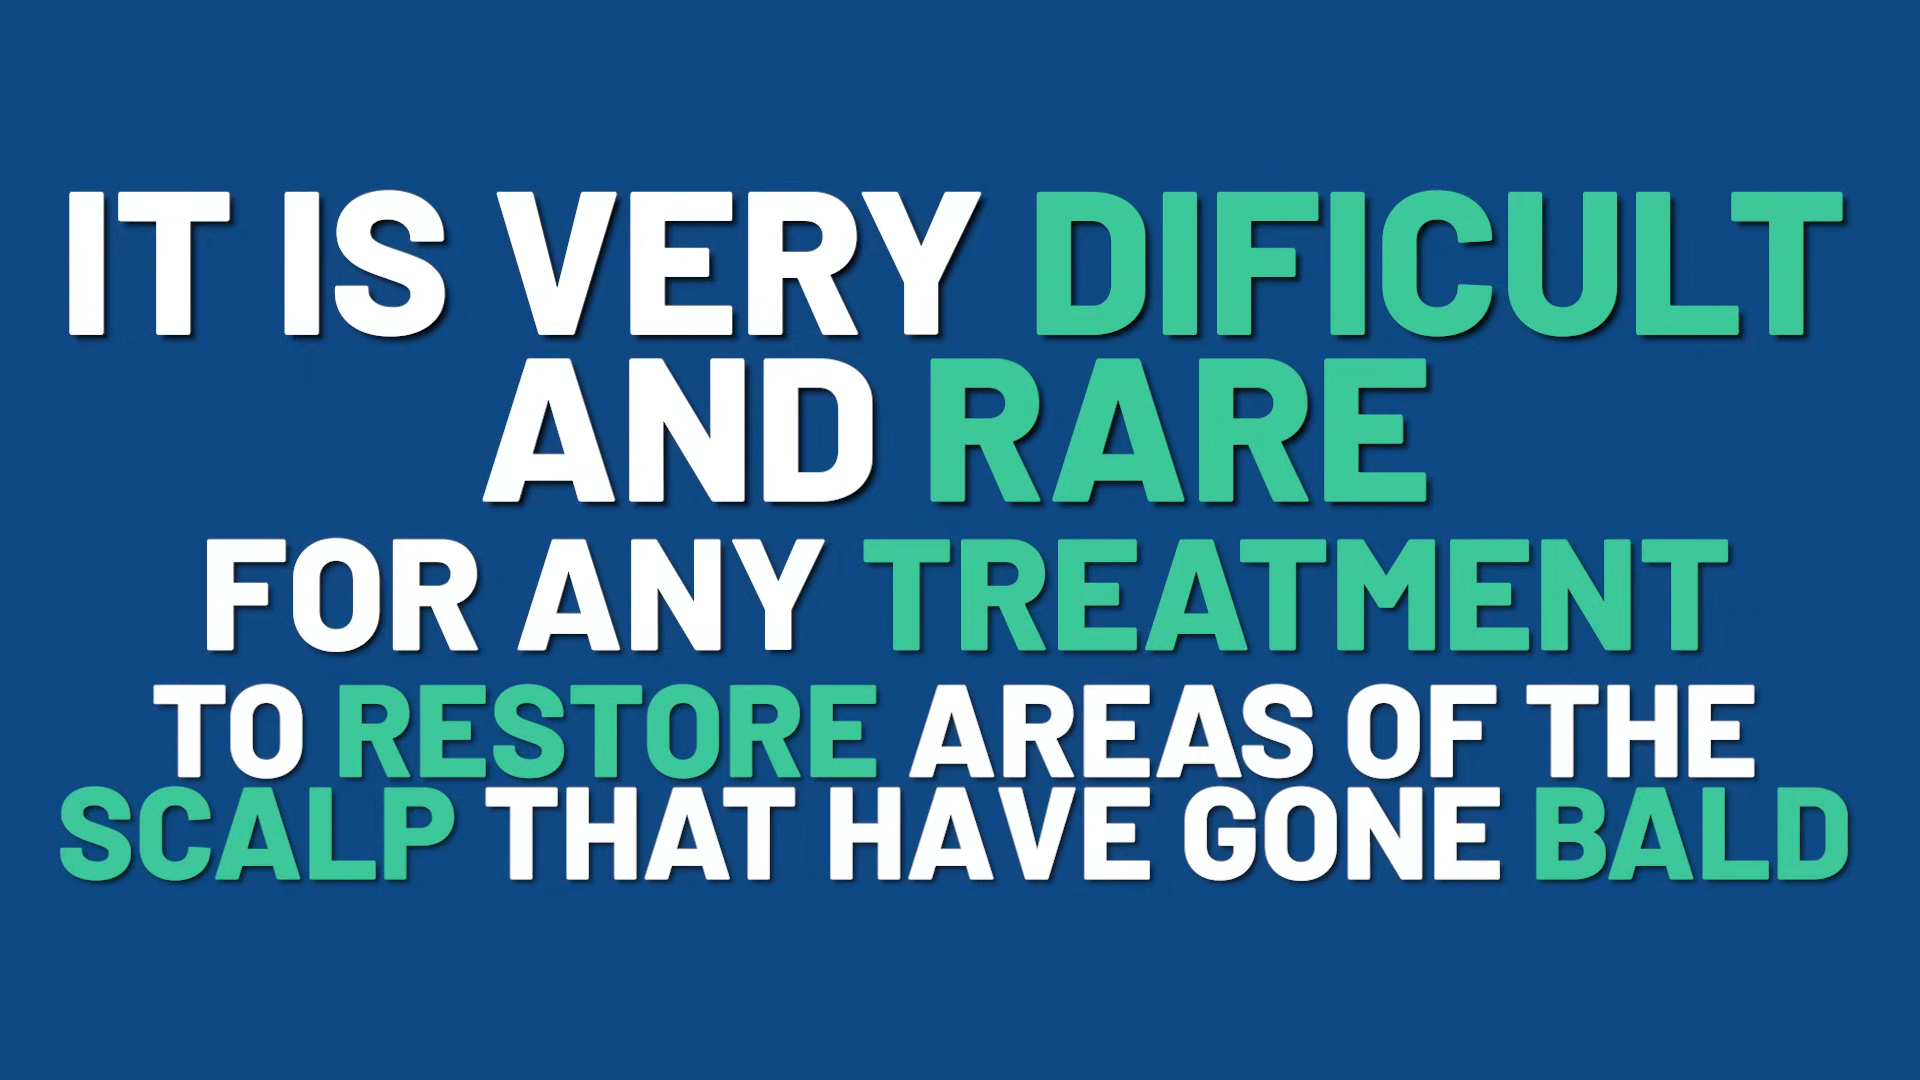 IT IS VERY DIFICULT
AND RARE
FOR ANY TREATMENT
TO RESTORE AREAS OF THE
SCALP THAT HAVE GONE BALD